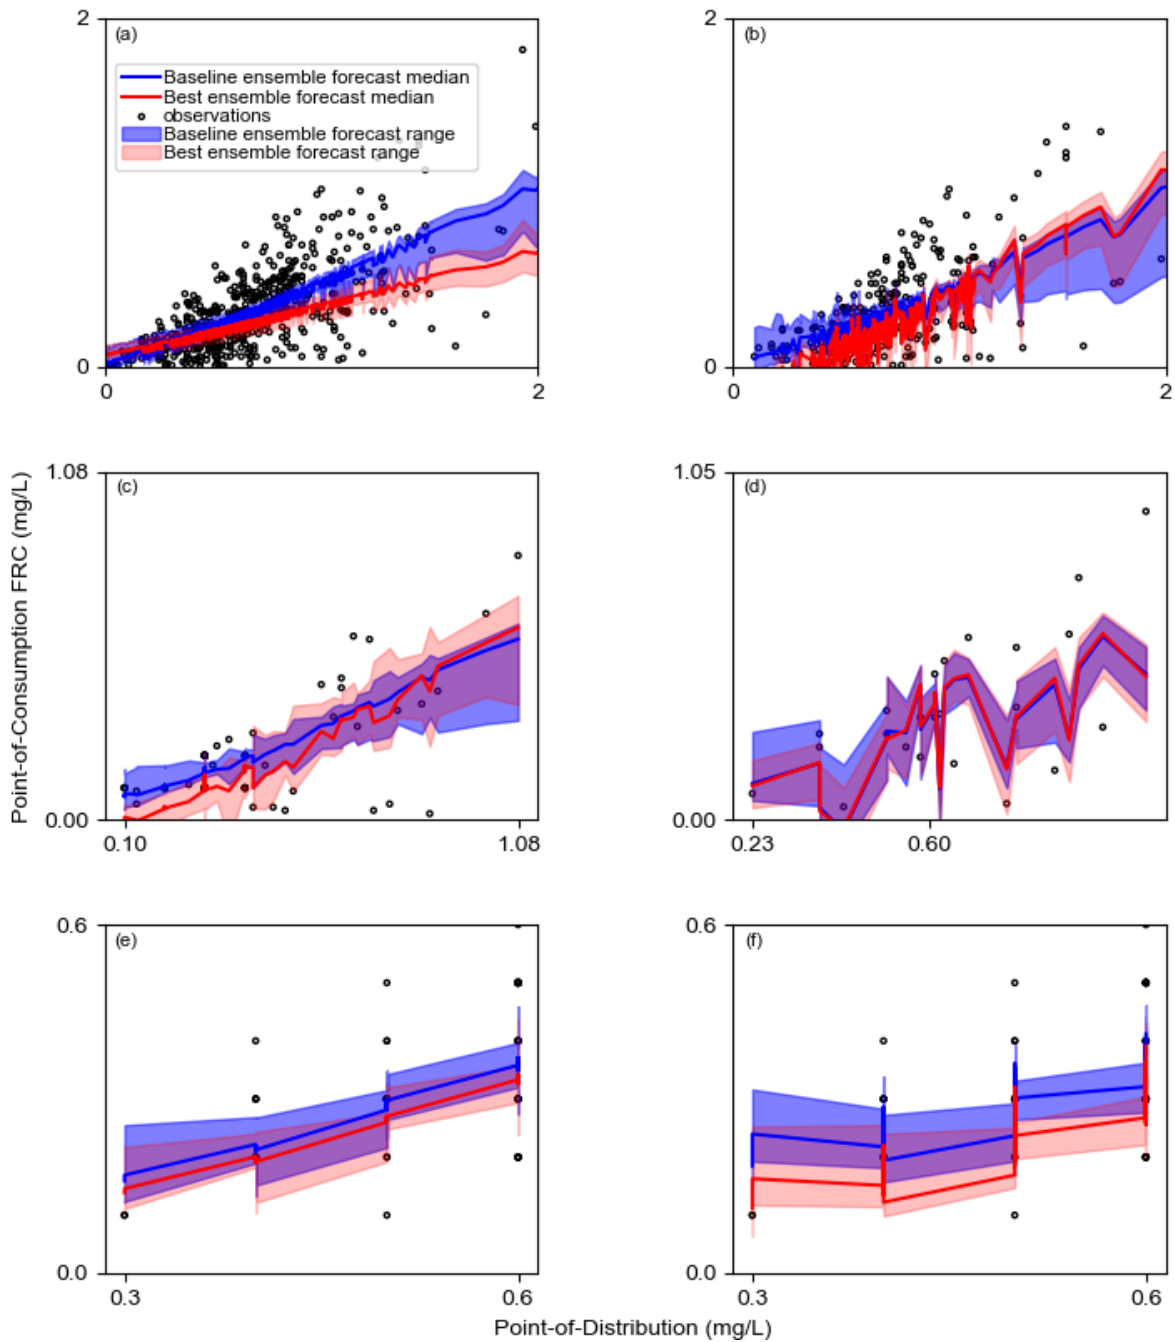 2
(a)
Baseline ensemble forecast median
Best ensemble forecast median
observations
Baseline ensemble forecast range
Best ensemble forecast range
0
0
2
2
(b)
0
0
2
Point-of-Consumption FRC (mg/L)
1.08
(c)
0.00
0.10
1.08
1.05
(d)
0.00
0.23
0.60
0.6
(e)
0.0
0.3
0.6
0.6
(f)
0.0
0.3
0.6
Point-of-Distribution (mg/L)